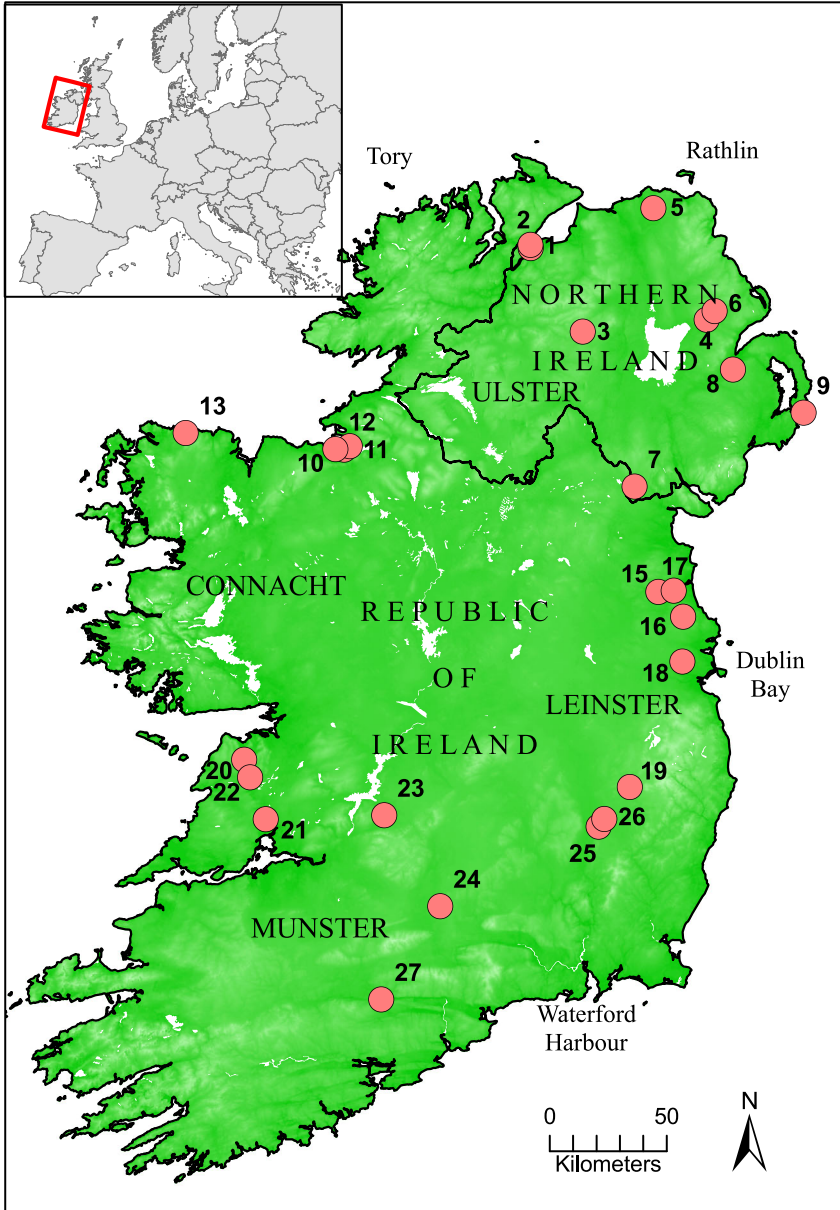 Tory
Rathlin
5
2
1
N O R T H E R N
6
3
4
I R E L A N D
8
ULSTER
9
13
12
10
11
7
CONNACHT
15
17
R E P U B L I C
16
O F
18
Dublin
Bay
LEINSTER
I R E L A N D
20
19
22
23
21
26
25
24
MUNSTER
27
Waterford
Harbour
N
0 50
Kilometers